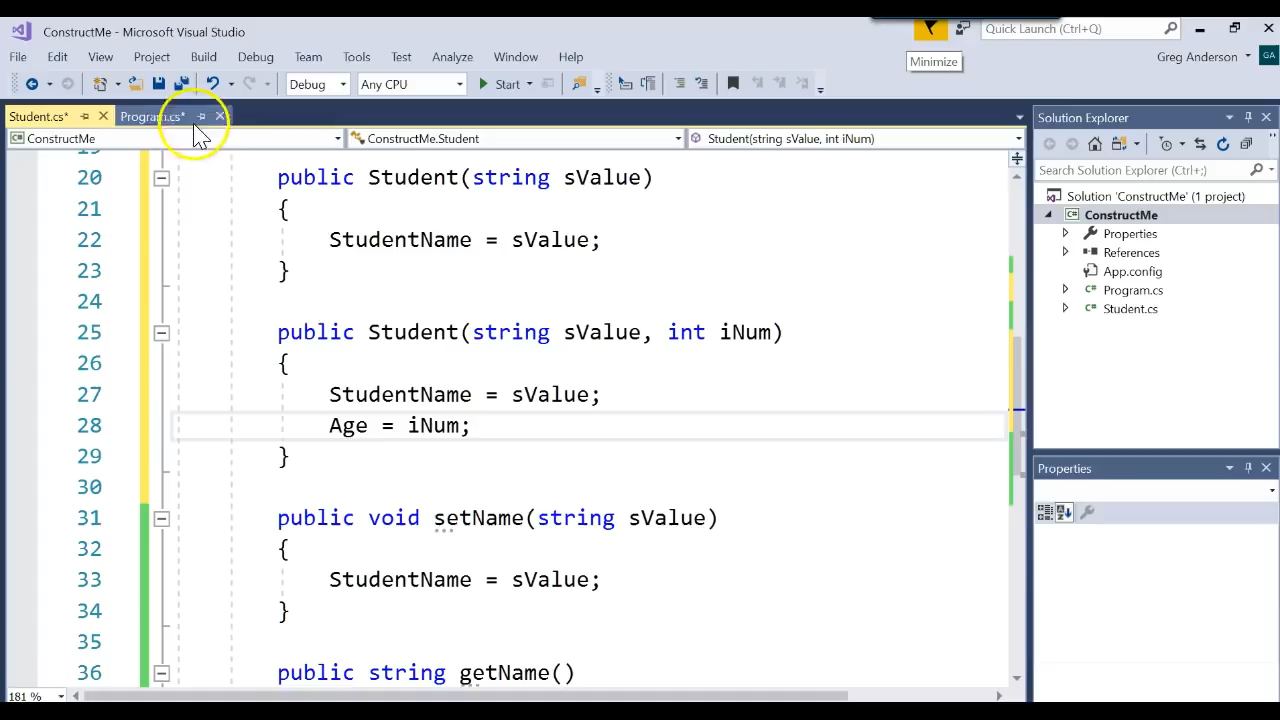 ConstructMe - Microsoft Visual Studio
Quick Launch (Ctrl+;)
File Edit View Project Build Debug Team Tools Test Analyze Window Help
Minimize
Greg Anderson GA
Debug Any CPU Start
Student.cs* Program.cs*
ConstructMe ConstructMe.Student Student(string sValue, int iNum)
19
20 public Student(string sValue)
21 {
22 StudentName = sValue;
23 }
24
25 public Student(string sValue, int iNum)
26 {
27 StudentName = sValue;
28 Age = iNum;
29 }
30
31 public void setName(string sValue)
32 {
33 StudentName = sValue;
34 }
35
36 public string getName()
181 %
Solution Explorer
Search Solution Explorer (Ctrl+;)
Solution 'ConstructMe' (1 project)
ConstructMe
Properties
References
App.config
Program.cs
Student.cs
Properties